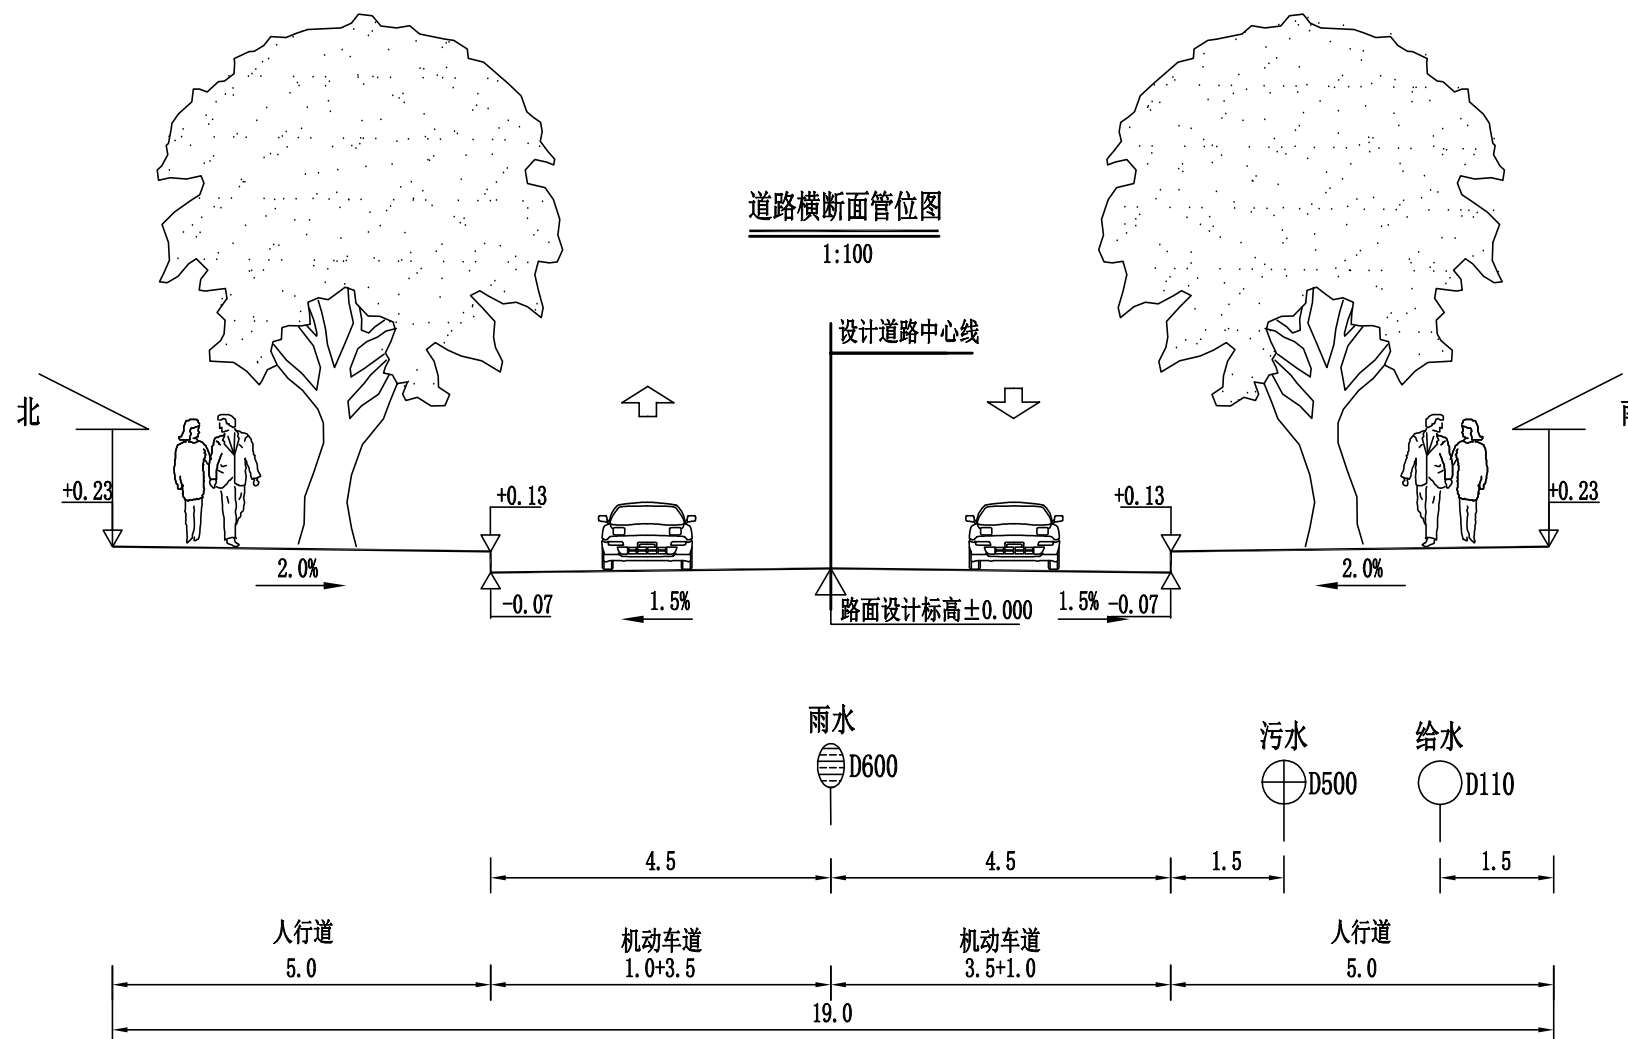 道路横断面管位图
1:100
设计道路中心线
北
+0.23
+0.13
+0.13
+0.23
2.0%
-0.07
1.5%
路面设计标高±0.000
1.5%
-0.07
2.0%
雨水
D600
污水
D500
给水
D110
4.5
4.5
1.5
1.5
人行道
机动车道
机动车道
人行道
5.0
1.0+3.5
3.5+1.0
5.0
19.0